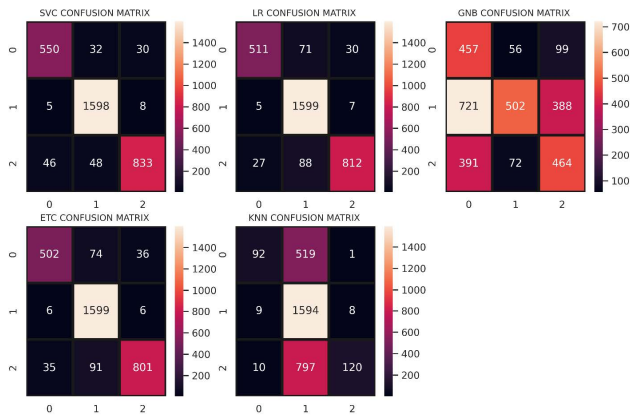 SVC CONFUSION MATRIX
0
550 32 30
1
5 1598 8
2
46 48 833
0 1 2
1400
1200
1000
800
600
400
200
LR CONFUSION MATRIX
0
511 71 30
1
5 1599 7
2
27 88 812
0 1 2
1400
1200
1000
800
600
400
200
GNB CONFUSION MATRIX
0
457 56 99
1
721 502 388
2
391 72 464
0 1 2
700
600
500
400
300
200
100
ETC CONFUSION MATRIX
0
502 74 36
1
6 1599 6
2
35 91 801
0 1 2
1400
1200
1000
800
600
400
200
KNN CONFUSION MATRIX
0
92 519 1
1
9 1594 8
2
10 797 120
0 1 2
1400
1200
1000
800
600
400
200